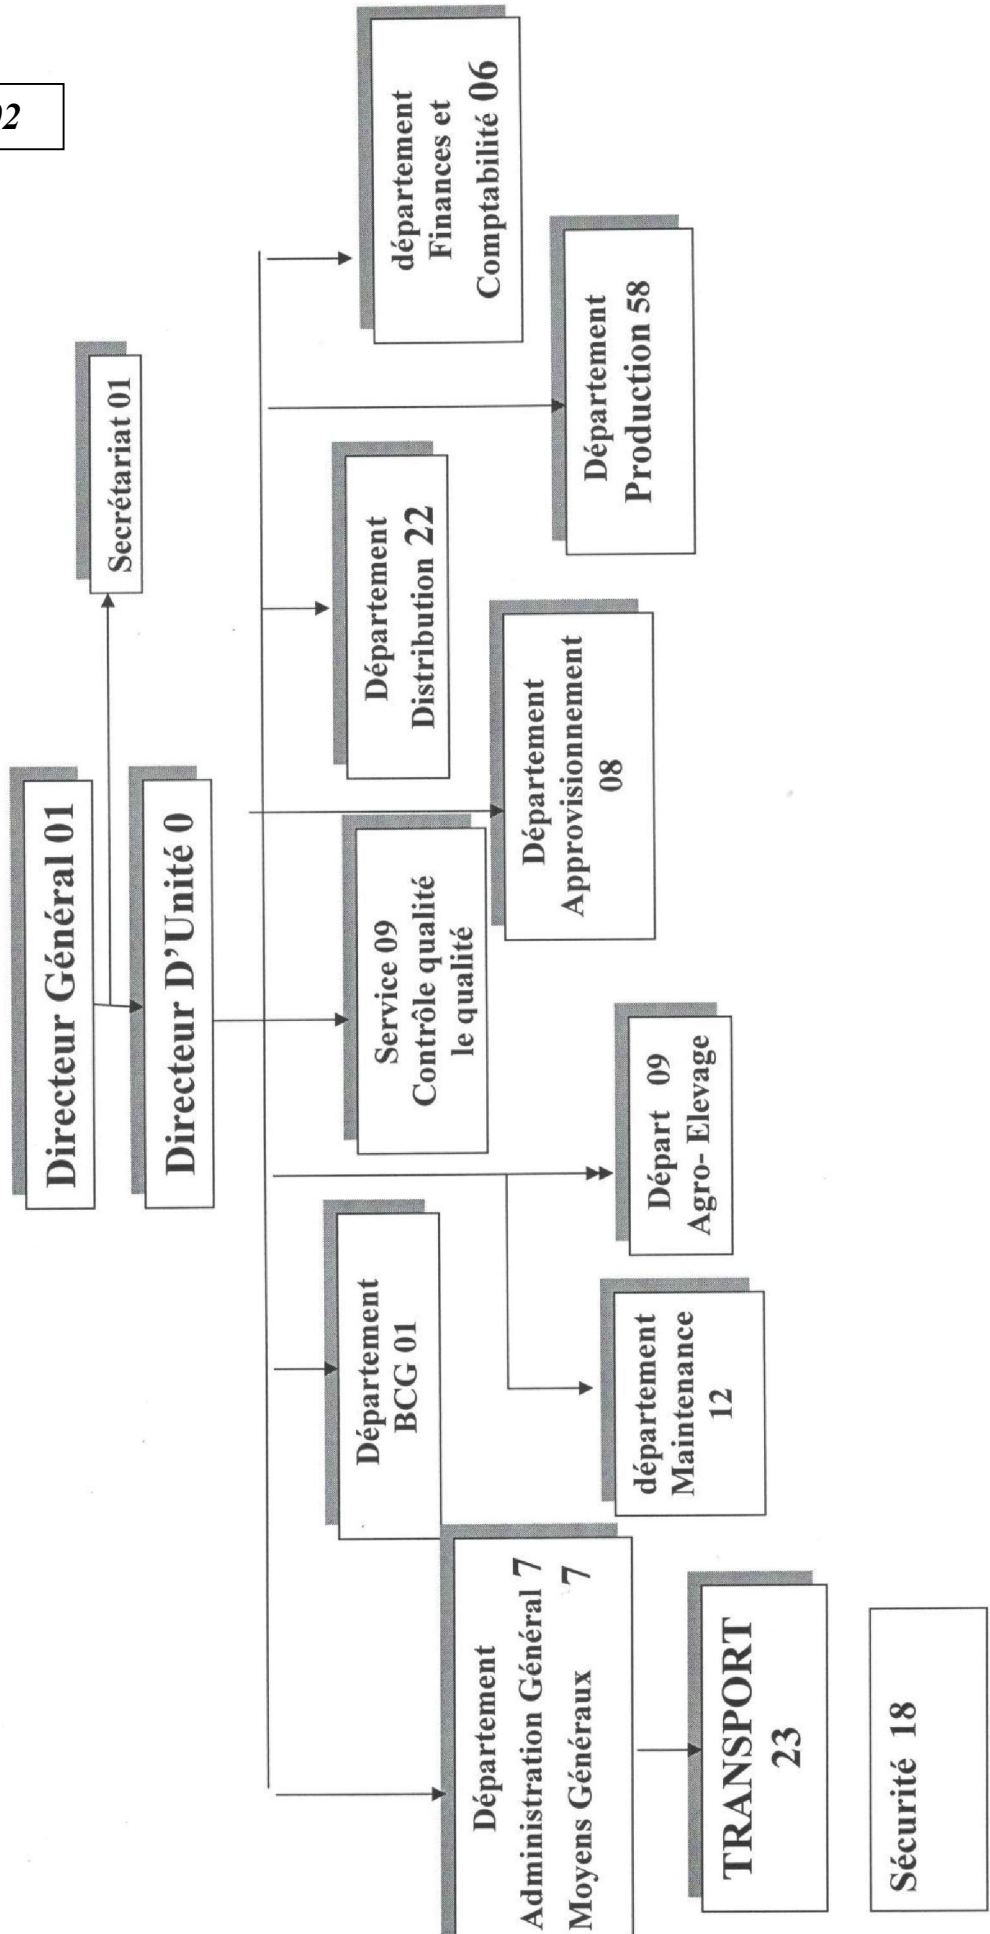 02
Directeur Général 01
Secrétariat 01
Directeur D'Unité 0
Département
BCG 01
Service 09
Contrôle qualité
le qualité
Département
Distribution 22
département
Finances et
Comptabilité 06
Département
Administration Général 7
Moyens Généraux 7
Département
Approvisionnement
08
Département
Production 58
département
Maintenance
12
Départ 09
Agro- Elevage
TRANSPORT
23
Sécurité 18